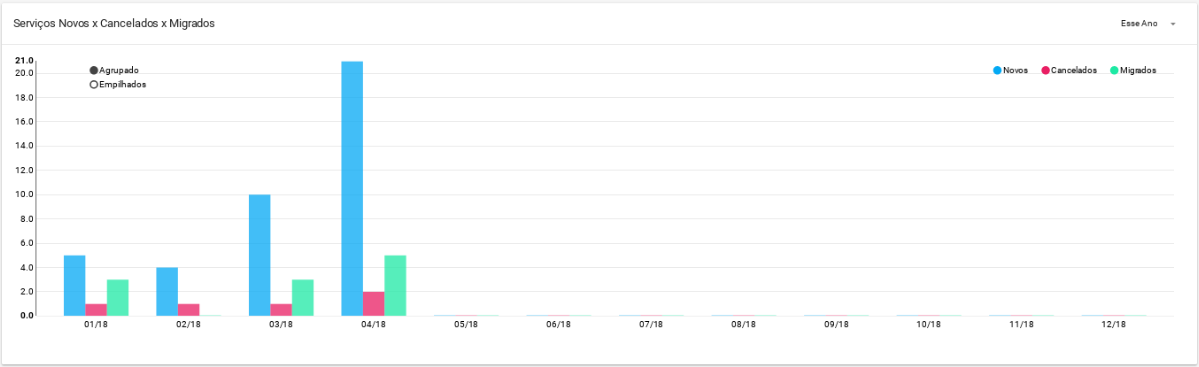 Serviços Novos x Cancelados x Migrados
Esse Ano
Agrupado
Empilhados
Novos Cancelados Migrados
21.0
20.0
18.0
16.0
14.0
12.0
10.0
8.0
6.0
4.0
2.0
0.0
01/18 02/18 03/18 04/18 05/18 06/18 07/18 08/18 09/18 10/18 11/18 12/18